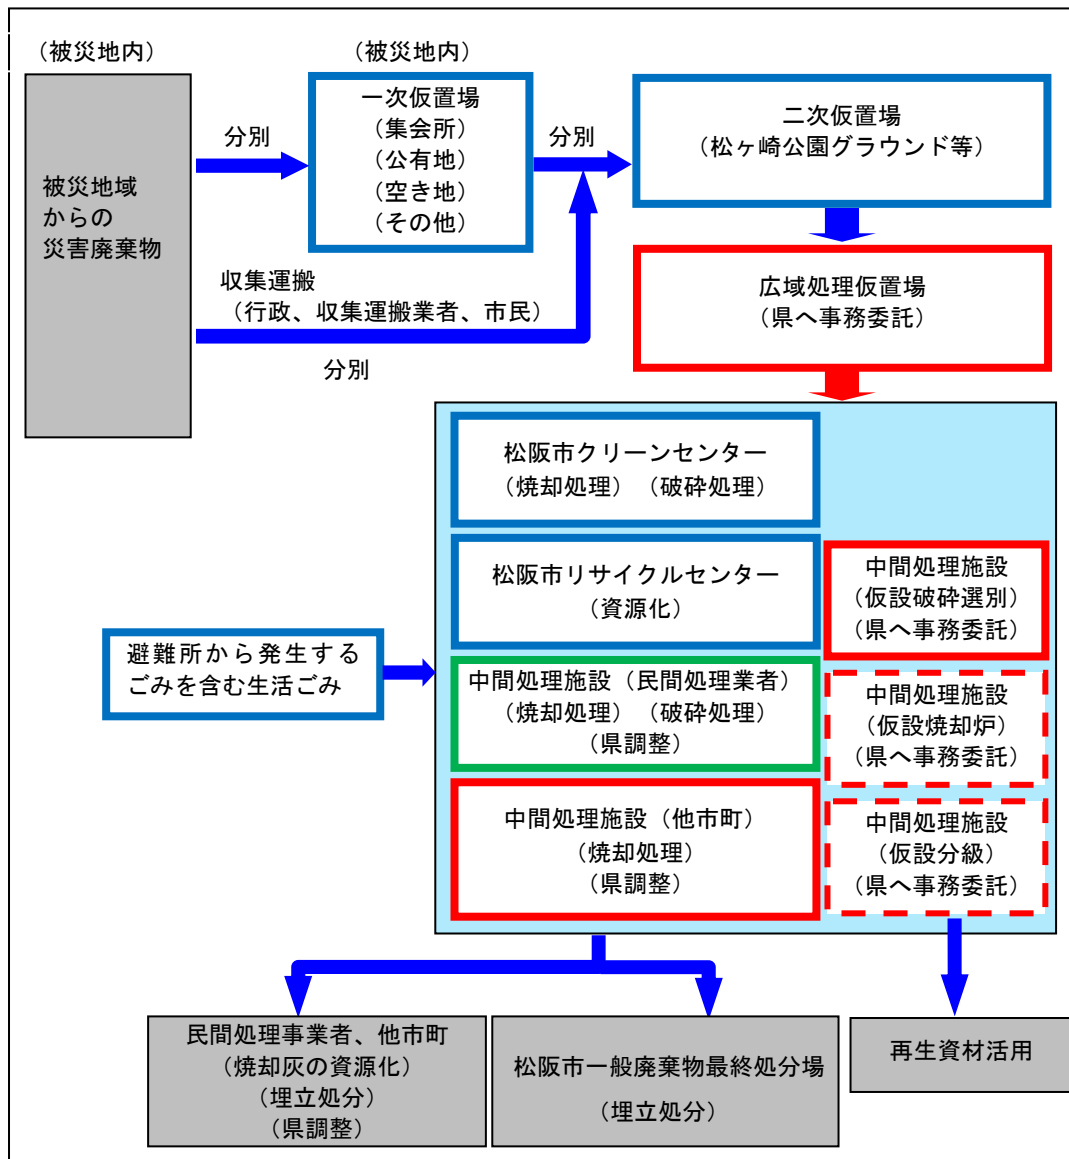 （被災地内）
（被災地内）
被災地域
からの
災害廃棄物
分別
一次仮置場
（集会所）
（公有地）
（空き地）
（その他）
分別
二次仮置場
（松ヶ崎公園グラウンド等）
収集運搬
（行政、収集運搬業者、市民）
分別
広域処理仮置場
（県へ事務委託）
松阪市クリーンセンター
（焼却処理）（破砕処理）
松阪市リサイクルセンター
（資源化）
中間処理施設
（仮設破砕選別）
（県へ事務委託）
避難所から発生する
ごみを含む生活ごみ
中間処理施設（民間処理業者）
（焼却処理）（破砕処理）
（県調整）
中間処理施設
（仮設焼却炉）
（県へ事務委託）
中間処理施設（他市町）
（焼却処理）
（県調整）
中間処理施設
（仮設分級）
（県へ事務委託）
民間処理事業者、他市町
（焼却灰の資源化）
（埋立処分）
（県調整）
松阪市一般廃棄物最終処分場
（埋立処分）
再生資材活用